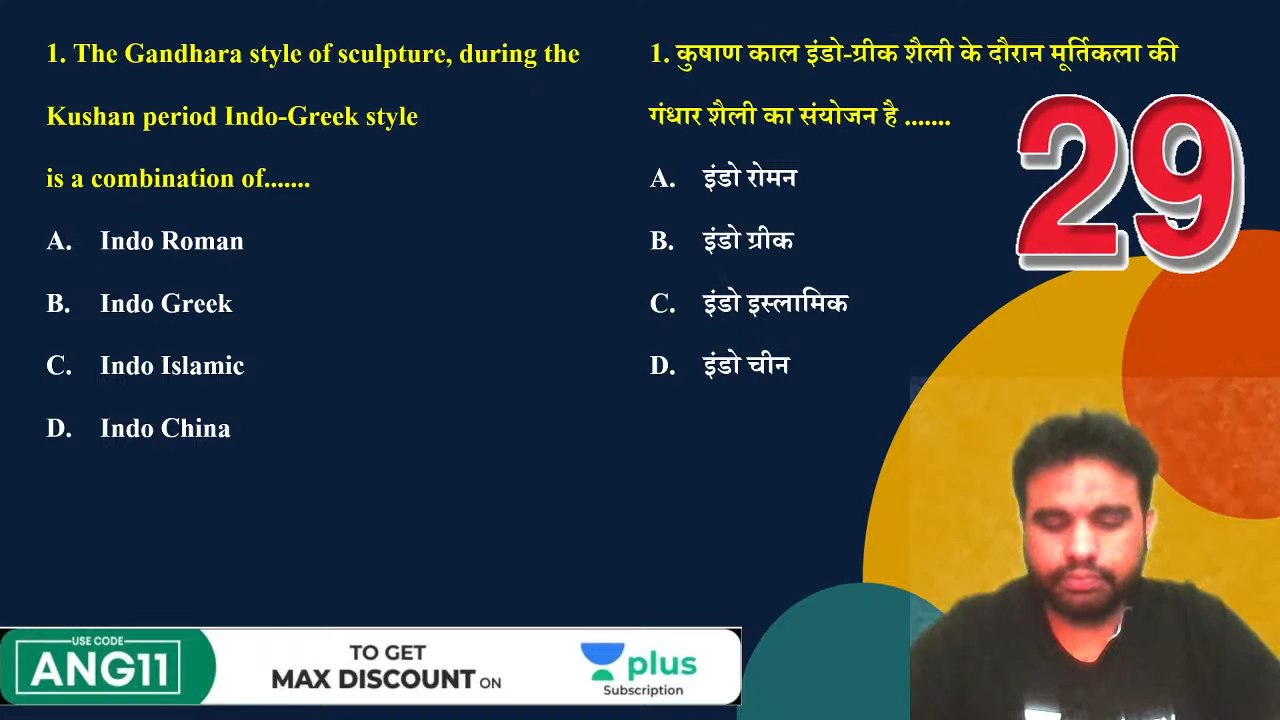 1. The Gandhara style of sculpture, during the
Kushan period Indo-Greek style
is a combination of.......
A. Indo Roman
B. Indo Greek
C. Indo Islamic
D. Indo China
1. कुषाण काल इंडो-ग्रीक शैली के दौरान मूर्तिकला की
गंधार शैली का संयोजन है .......
A. इंडो रोमन
B. इंडो ग्रीक
C. इंडो इस्लामिक
D. इंडो चीन
29
USE CODE
ANG11
TO GET
MAX DISCOUNT ON
plus
Subscription